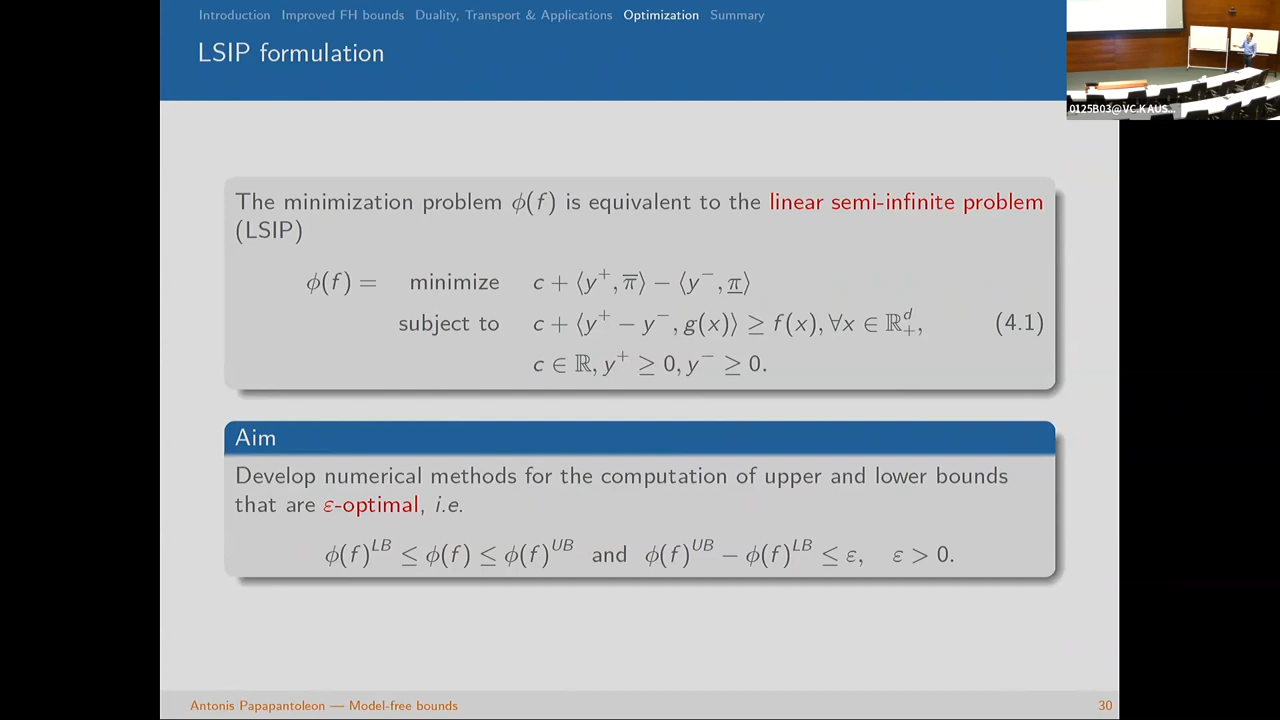 Introduction Improved FH bounds Duality, Transport & Applications Optimization Summary
LSIP formulation
0125B03@VC.KAUS...
The minimization problem ϕ(f) is equivalent to the linear semi-infinite problem
(LSIP)
ϕ(f) = minimize c + ⟨y⁺, π̅⟩ − ⟨y⁻, π̲⟩
subject to c + ⟨y⁺ − y⁻, g(x)⟩ ≥ f(x), ∀x ∈ ℝ₊ᵈ, (4.1)
c ∈ ℝ, y⁺ ≥ 0, y⁻ ≥ 0.
Aim
Develop numerical methods for the computation of upper and lower bounds
that are ε-optimal, i.e.
ϕ(f)^{LB} ≤ ϕ(f) ≤ ϕ(f)^{UB} and ϕ(f)^{UB} − ϕ(f)^{LB} ≤ ε, ε > 0.
Antonis Papapantoleon — Model-free bounds 30